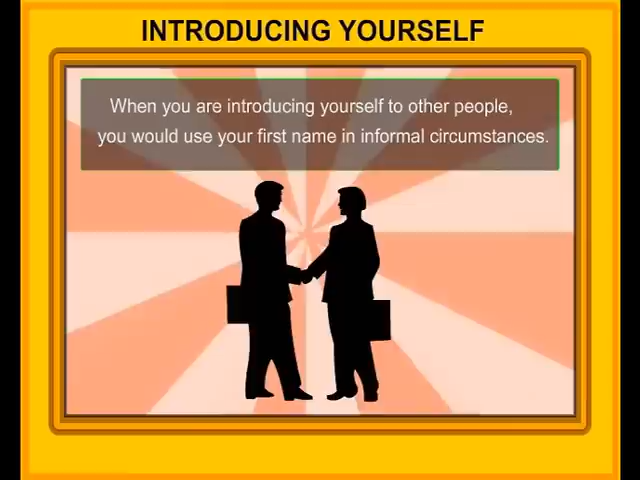 INTRODUCING YOURSELF
When you are introducing yourself to other people,
you would use your first name in informal circumstances.